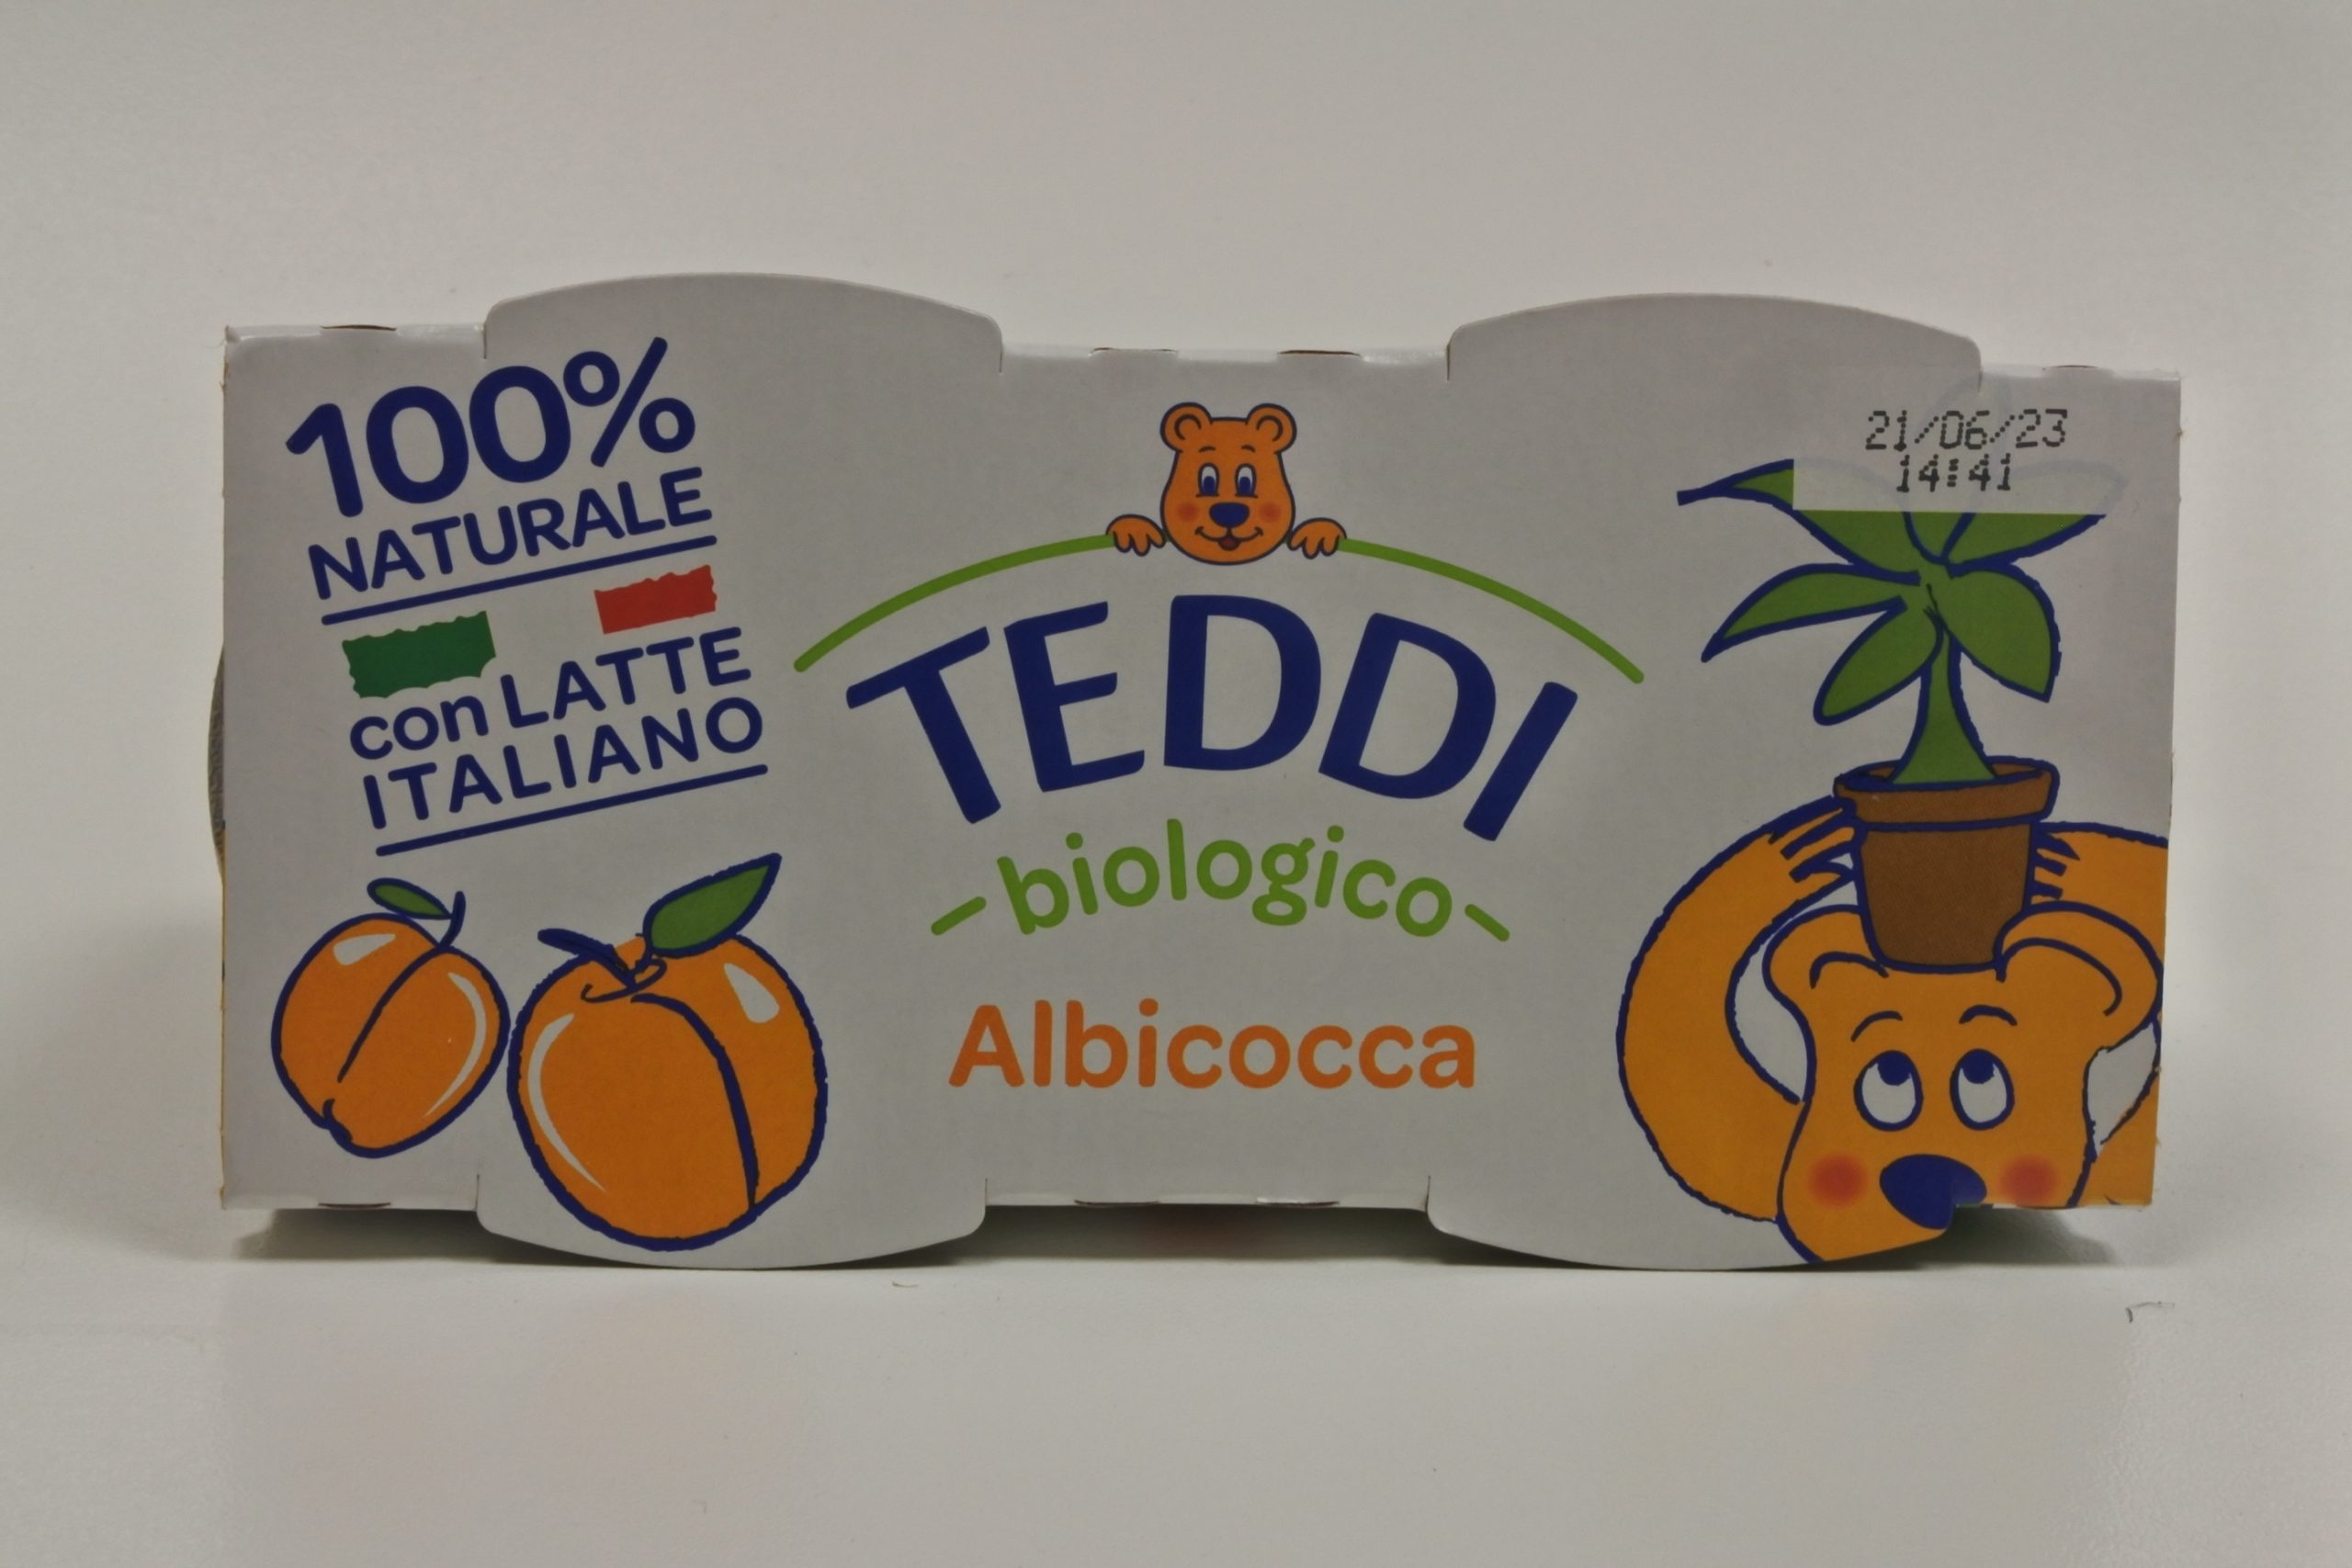 100%
NATURALE
con LATTE
ITALIANO
TEDDI
biologico
Albicocca
21/06/23
14:41